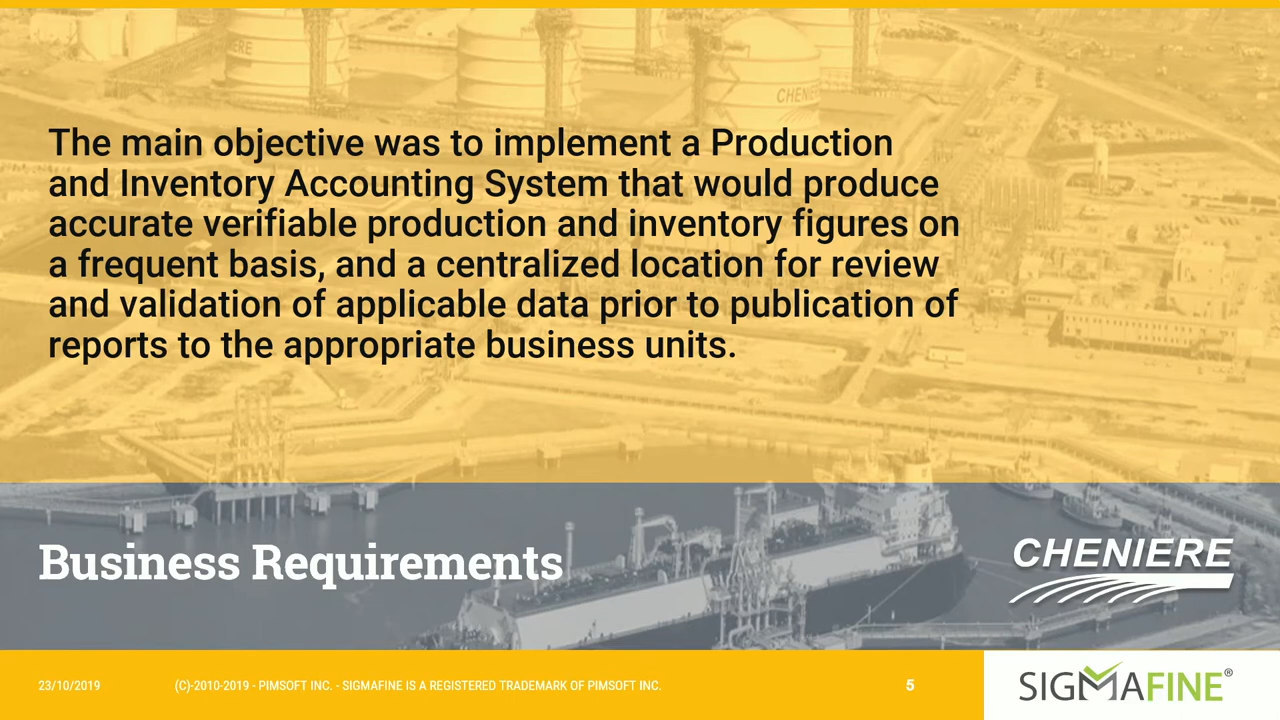 CHENIERE
The main objective was to implement a Production
and Inventory Accounting System that would produce
accurate verifiable production and inventory figures on
a frequent basis, and a centralized location for review
and validation of applicable data prior to publication of
reports to the appropriate business units.
Business Requirements
CHENIERE
23/10/2019
(C)-2010-2019 - PIMSOFT INC. - SIGMAFINE IS A REGISTERED TRADEMARK OF PIMSOFT INC.
5
SIGMAFINE®